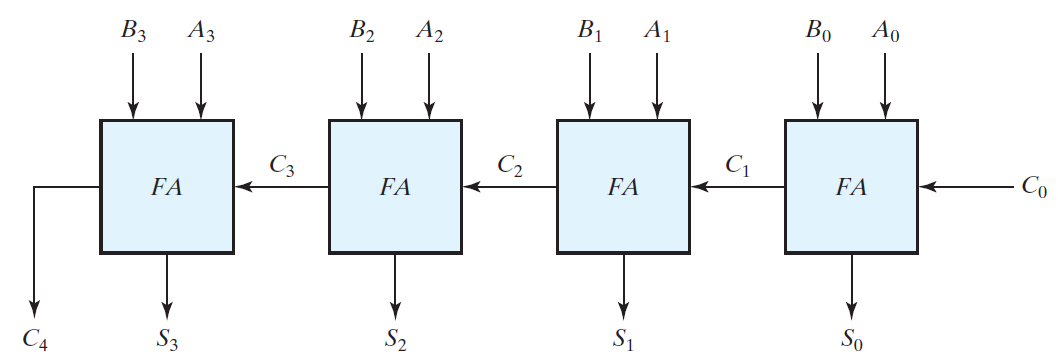 B₃ A₃ B₂ A₂ B₁ A₁ B₀ A₀
FA C₃ FA C₂ FA C₁ FA C₀
C₄ S₃ S₂ S₁ S₀